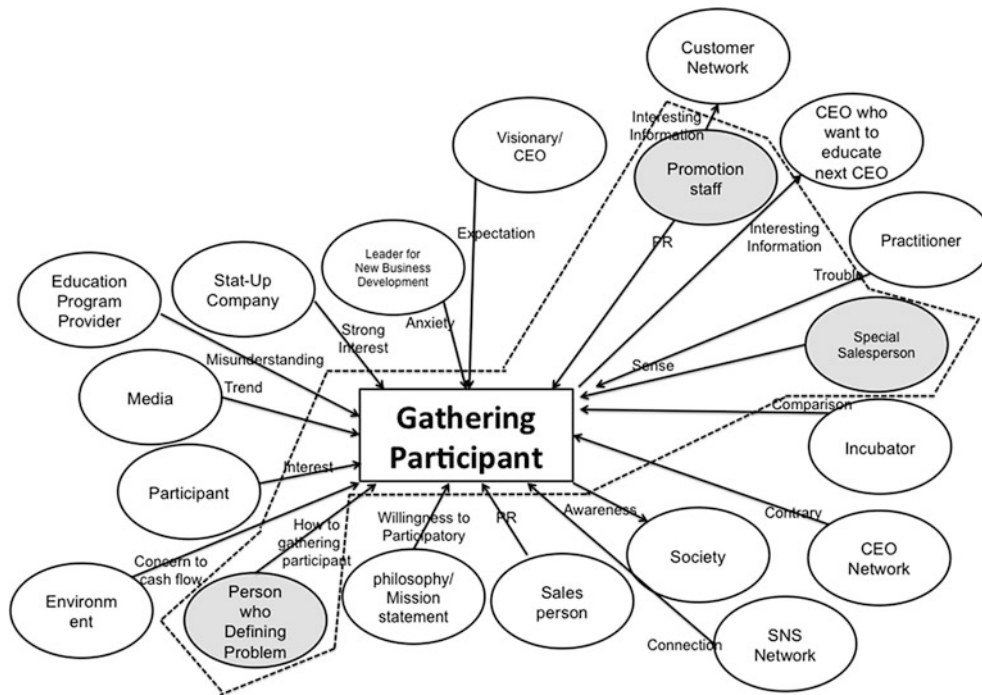 Customer
Network
Interesting
Information
CEO who
want to
educate
next CEO
Visionary/
CEO
Promotion
staff
Expectation
PR
Interesting
Information
Practitioner
Leader for
New Business
Development
Stat-Up
Company
Education
Program
Provider
Trouble
Anxiety
Strong
Interest
Special
Salesperson
Misunderstanding
Sense
Trend
Media
Gathering
Participant
Comparison
Incubator
Interest
Participant
Willingness to
Participatory
PR
Awareness
Contrary
How to
gathering
participant
Concern to
cash flow
Society
CEO
Network
philosophy/
Mission
statement
Sales
person
Environm
ent
Person
who
Defining
Problem
Connection
SNS
Network